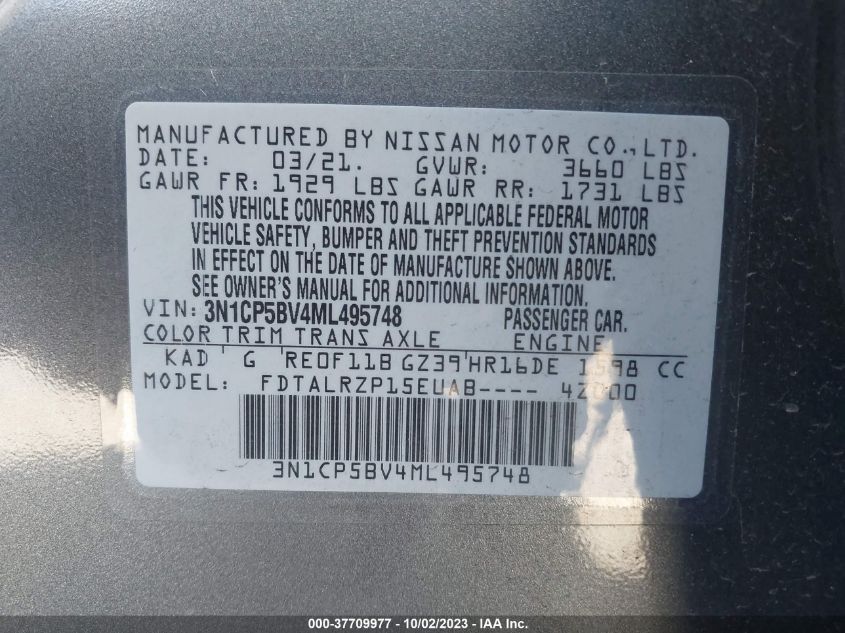 MANUFACTURED BY NISSAN MOTOR CO.,LTD.
DATE: 03/21. GVWR: 3660 LBS
GAWR FR: 1929 LBS GAWR RR: 1731 LBS
THIS VEHICLE CONFORMS TO ALL APPLICABLE FEDERAL MOTOR
VEHICLE SAFETY, BUMPER AND THEFT PREVENTION STANDARDS
IN EFFECT ON THE DATE OF MANUFACTURE SHOWN ABOVE.
SEE OWNER'S MANUAL FOR ADDITIONAL INFORMATION.
VIN: 3N1CP5BV4ML495748 PASSENGER CAR.
COLOR TRIM TRANS AXLE ENGINE
KAD G RE0F11B GZ39 HR16DE 1598 CC
MODEL: FDTALRZP15EUAB---- 42000
3N1CP5BV4ML495748
000-37709977 - 10/02/2023 - IAA Inc.